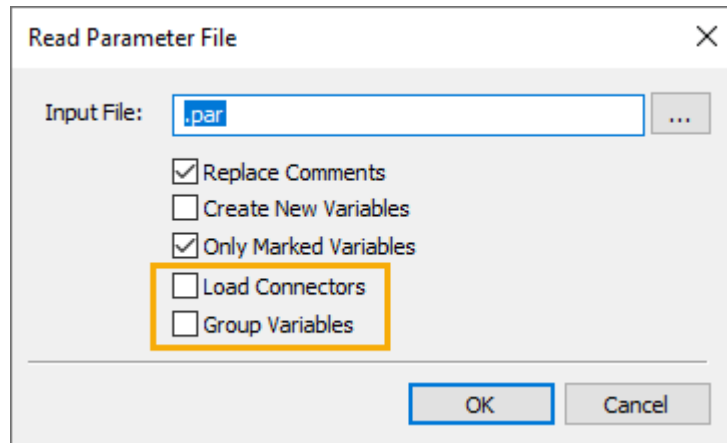 Read Parameter File
Input File: .par ...
Replace Comments
Create New Variables
Only Marked Variables
Load Connectors
Group Variables
OK Cancel